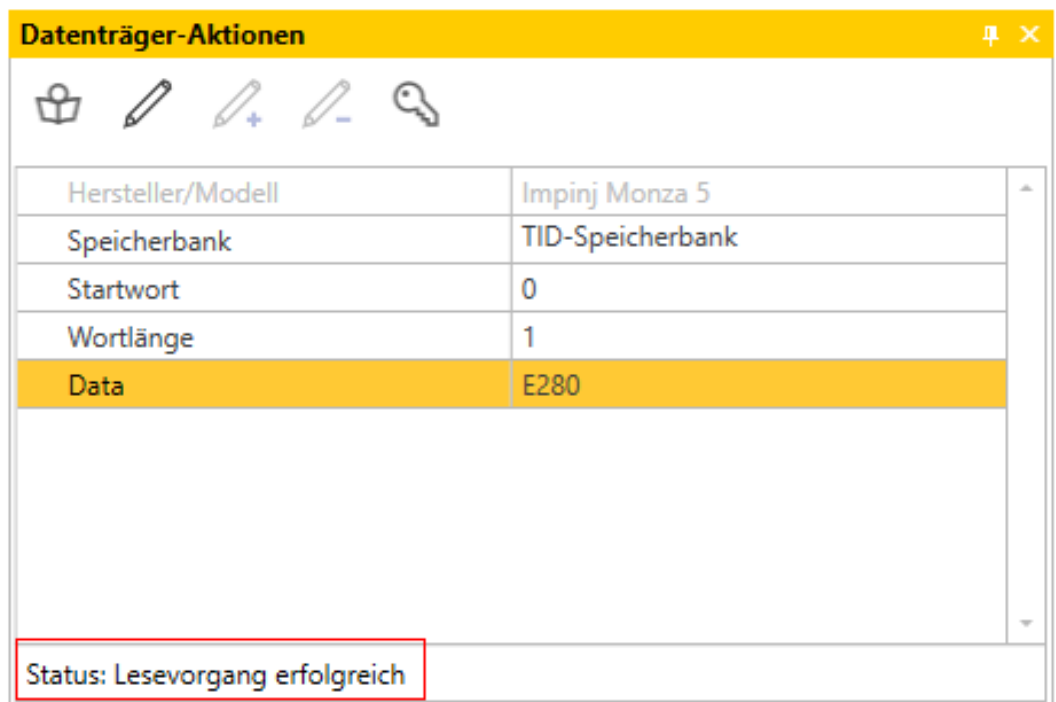 Datenträger-Aktionen
Hersteller/Modell Impinj Monza 5
Speicherbank TID-Speicherbank
Startwort 0
Wortlänge 1
Data E280
Status: Lesevorgang erfolgreich